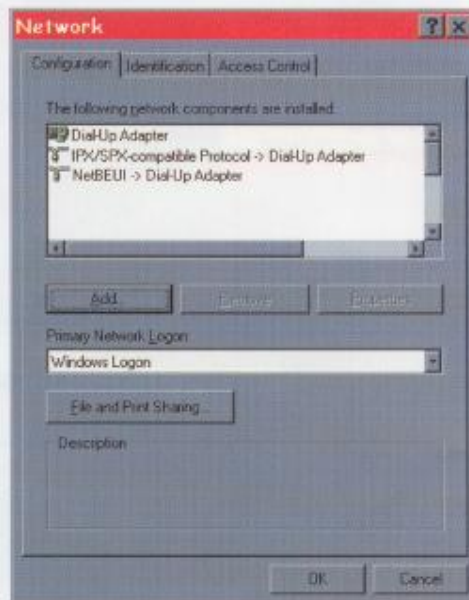 Network
Configuration Identification Access Control
The following network components are installed:
Dial-Up Adapter
IPX/SPX-compatible Protocol -> Dial-Up Adapter
NetBEUI -> Dial-Up Adapter
Add... Remove Properties
Primary Network Logon:
Windows Logon
File and Print Sharing...
Description
OK Cancel